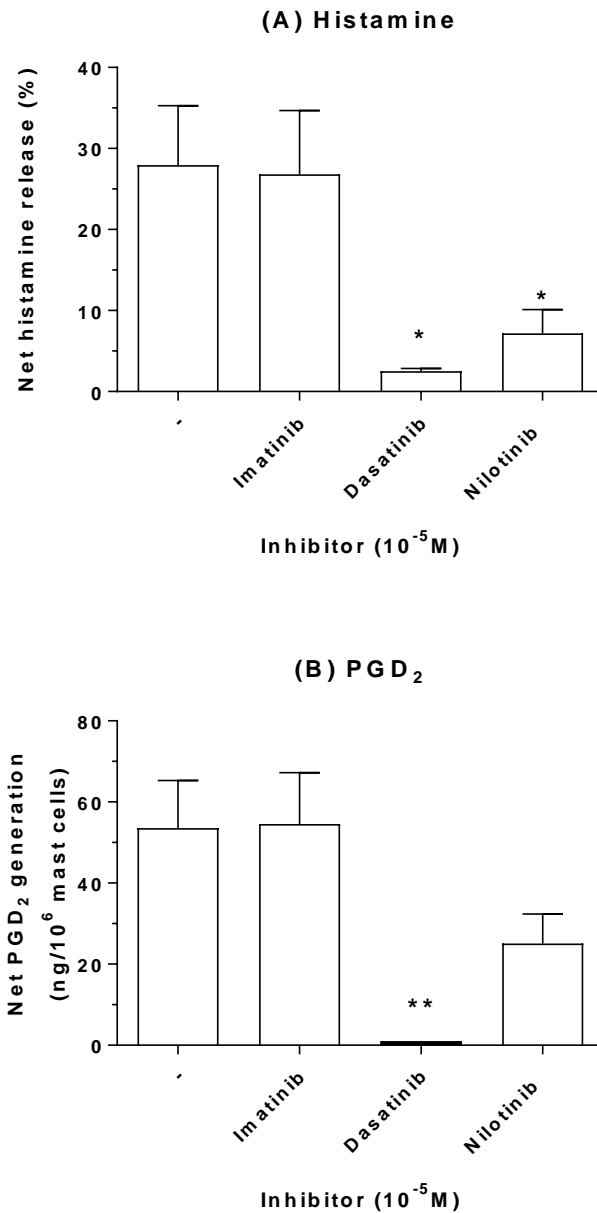 (A) Histamine
Net histamine release (%)
40
30
20
10
0
*
*
-
Imatinib
Dasatinib
Nilotinib
Inhibitor (10⁻⁵M)
(B) PGD₂
Net PGD₂ generation
(ng/10⁶ mast cells)
80
60
40
20
0
**
-
Imatinib
Dasatinib
Nilotinib
Inhibitor (10⁻⁵M)